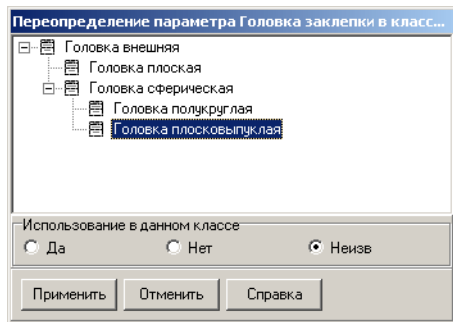 Переопределение параметра Головка заклепки в класс...
Головка внешняя
Головка плоская
Головка сферическая
Головка полукруглая
Головка плосковыпуклая
Использование в данном классе
Да Нет Неизв
Применить Отменить Справка